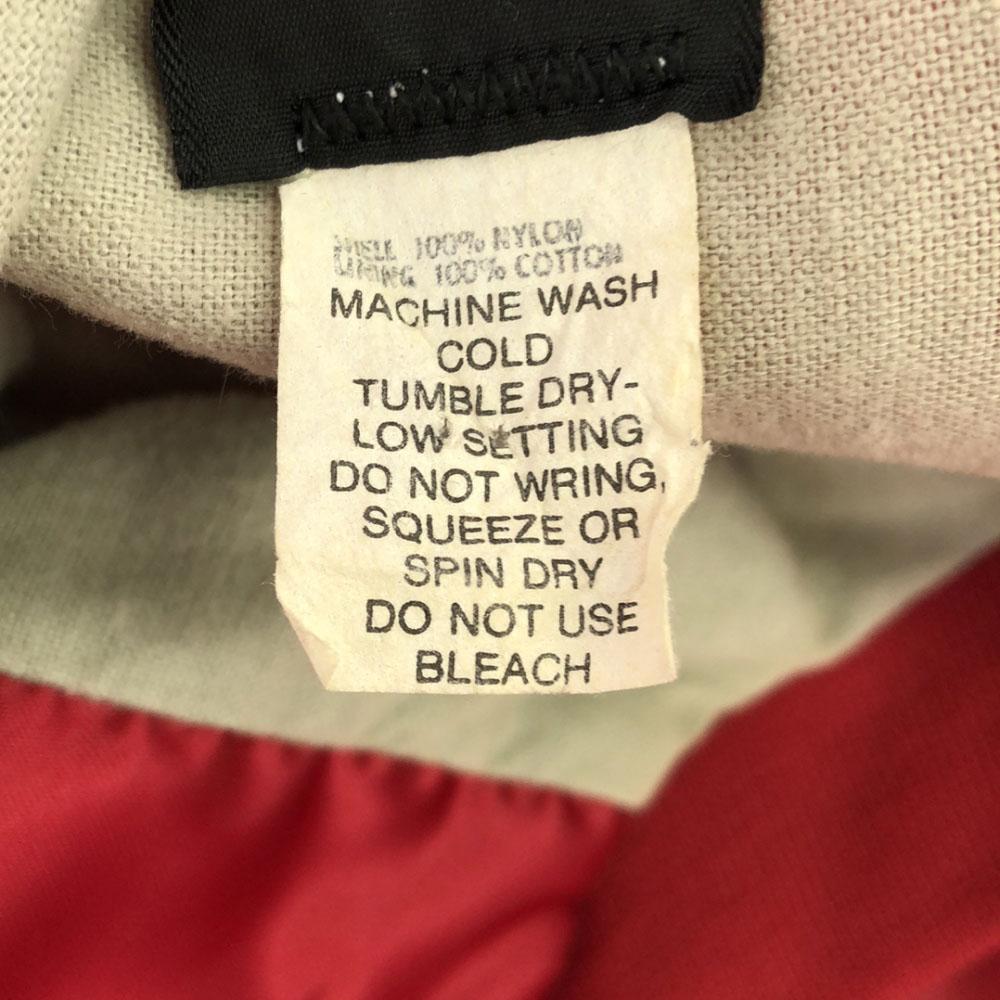 SHELL 100% NYLON
LINING 100% COTTON
MACHINE WASH
COLD
TUMBLE DRY-
LOW SETTING
DO NOT WRING,
SQUEEZE OR
SPIN DRY
DO NOT USE
BLEACH